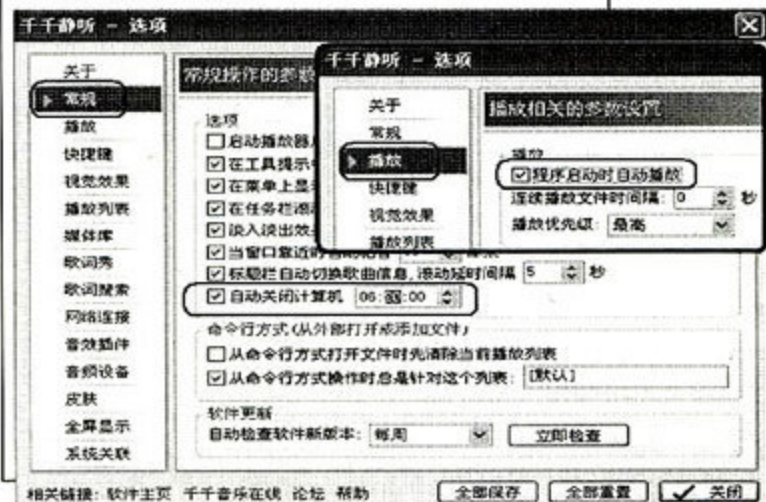 千千静听 - 选项
关于
常规
播放
快捷键
视觉效果
播放列表
媒体库
歌词秀
歌词搜索
网络连接
音效插件
音频设备
皮肤
全屏显示
系统关联
常规操作的参数
选项
启动播放器
在工具提示
在菜单上显
在任务栏滚
淡入淡出效
当窗口靠近时自动
标题栏自动切换歌曲信息,滚动延时间隔 5 秒
自动关闭计算机 06:00
命令行方式(从外部打开或添加文件)
从命令行方式打开文件时先清除当前播放列表
从命令行方式操作时总是针对这个列表: [默认]
软件更新
自动检查软件新版本: 每周 立即检查
相关链接: 软件主页 千千音乐在线 论坛 帮助 全部保存 全部重置 关闭
千千静听 - 选项
关于
常规
播放
快捷键
视觉效果
播放列表
播放相关的参数设置
播放
程序启动时自动播放
连续播放文件时间隔: 0 秒
播放优先级: 最高